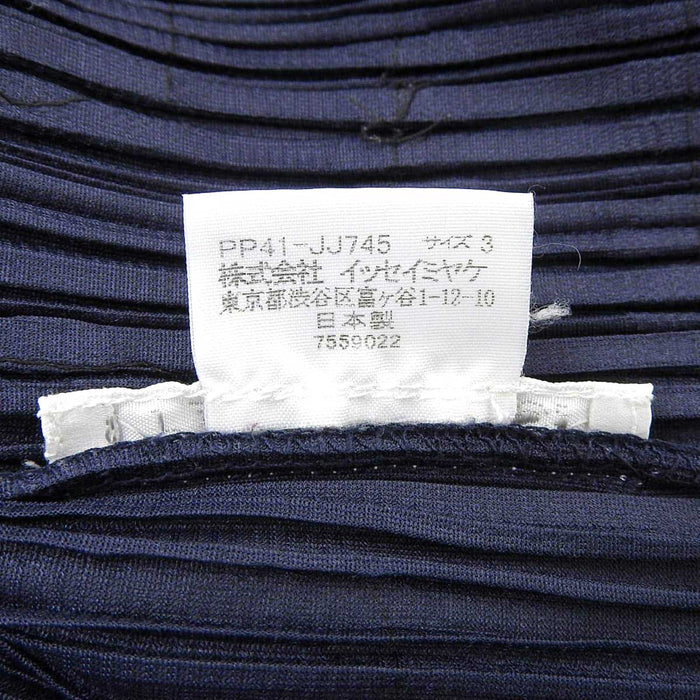 PP41-JJ745 サイズ 3
株式会社 イッセイミヤケ
東京都渋谷区富ヶ谷1-12-10
日本製
7559022